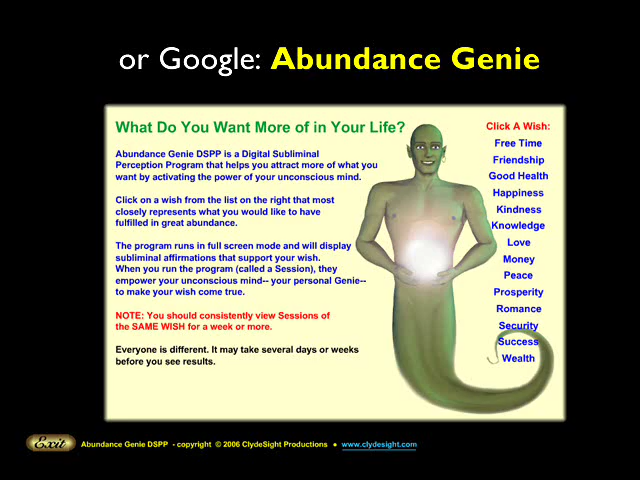 or Google: Abundance Genie
What Do You Want More of in Your Life?
Abundance Genie DSPP is a Digital Subliminal
Perception Program that helps you attract more of what you
want by activating the power of your unconscious mind.
Click on a wish from the list on the right that most
closely represents what you would like to have
fulfilled in great abundance.
The program runs in full screen mode and will display
subliminal affirmations that support your wish.
When you run the program (called a Session), they
empower your unconscious mind-- your personal Genie--
to make your wish come true.
NOTE: You should consistently view Sessions of
the SAME WISH for a week or more.
Everyone is different. It may take several days or weeks
before you see results.
Click A Wish:
Free Time
Friendship
Good Health
Happiness
Kindness
Knowledge
Love
Money
Peace
Prosperity
Romance
Security
Success
Wealth
Exit
Abundance Genie DSPP - copyright © 2006 ClydeSight Productions • www.clydesight.com